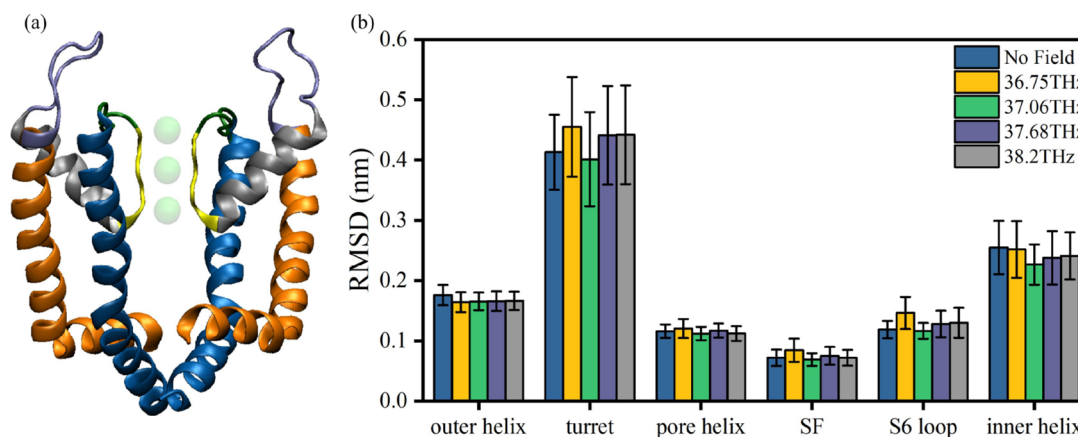 (a)
(b)
RMSD (nm)
0.6
0.5
0.4
0.3
0.2
0.1
0.0
No Field
36.75THz
37.06THz
37.68THz
38.2THz
outer helix turret pore helix SF S6 loop inner helix